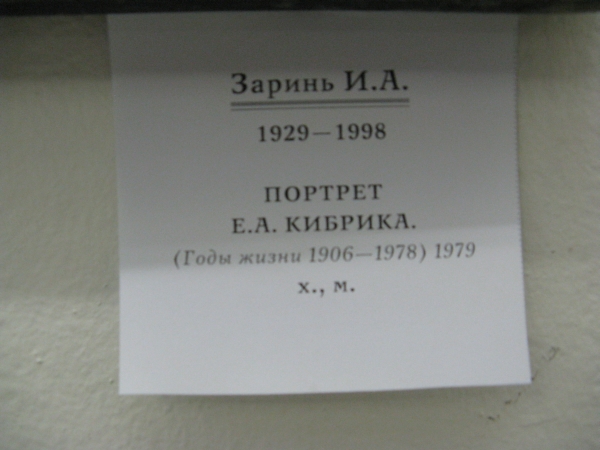 Заринь И.А.
1929—1998
ПОРТРЕТ
Е.А. КИБРИКА.
(Годы жизни 1906—1978) 1979
х., м.